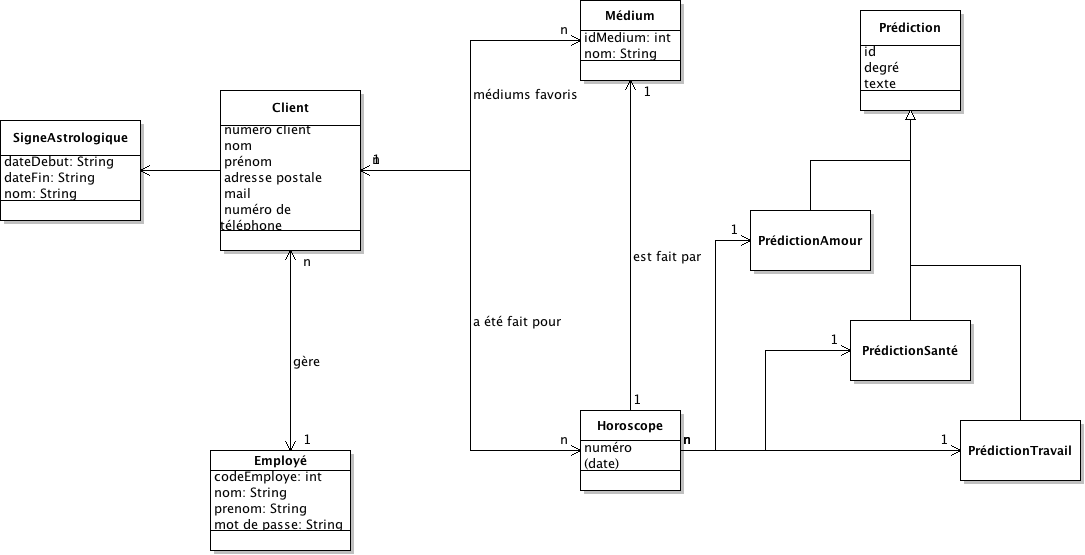 SigneAstrologique
dateDebut: String
dateFin: String
nom: String
Client
numéro client
nom
prénom
adresse postale
mail
numéro de
téléphone
n
gère
1
Employé
codeEmploye: int
nom: String
prenom: String
mot de passe: String
n
médiums favoris
a été fait pour
n
Médium
idMedium: int
nom: String
1
est fait par
1
Horoscope
numéro
(date)
n
Prédiction
id
degré
texte
1
PrédictionAmour
1
PrédictionSanté
1
PrédictionTravail